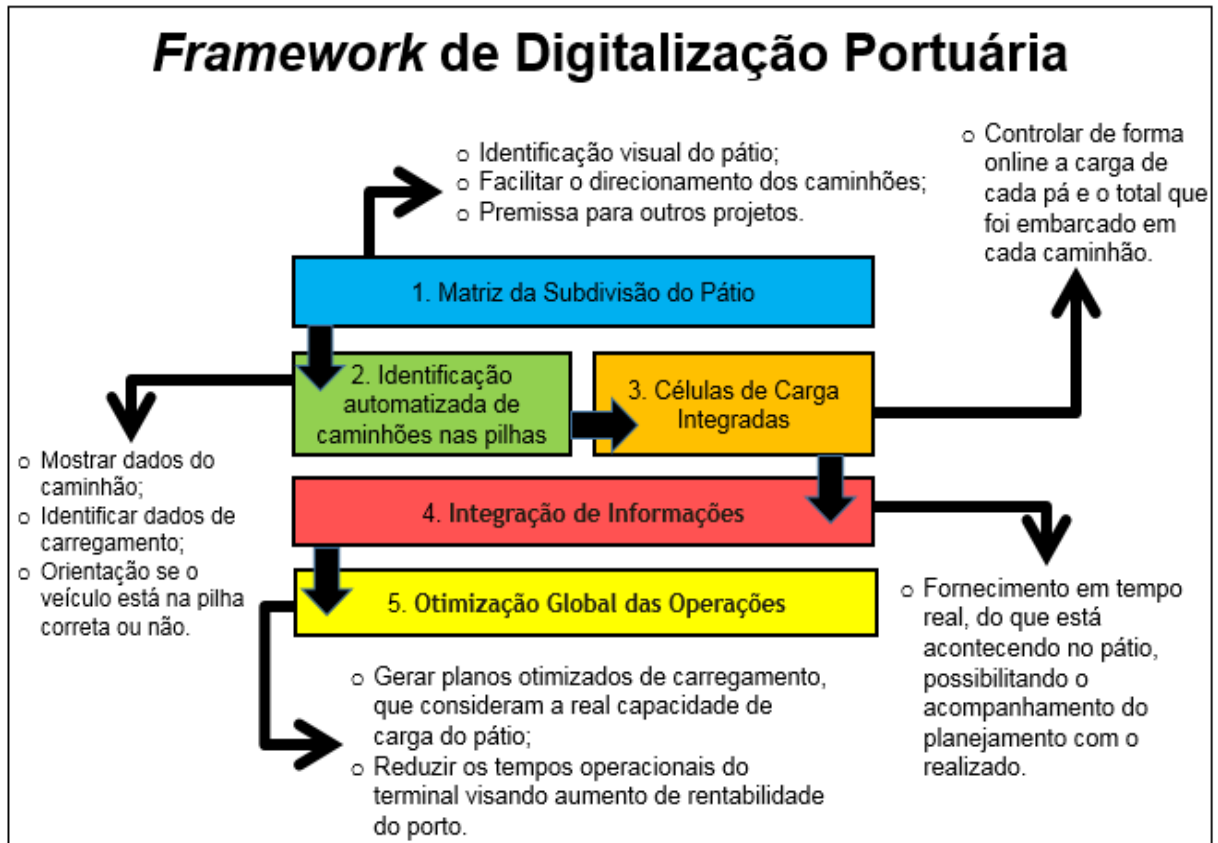 Framework de Digitalização Portuária
o Identificação visual do pátio;
o Facilitar o direcionamento dos caminhões;
o Premissa para outros projetos.
o Controlar de forma
online a carga de
cada pá e o total que
foi embarcado em
cada caminhão.
1. Matriz da Subdivisão do Pátio
2. Identificação
automatizada de
caminhões nas pilhas
3. Células de Carga
Integradas
o Mostrar dados do
caminhão;
o Identificar dados de
carregamento;
o Orientação se o
veículo está na pilha
correta ou não.
4. Integração de Informações
5. Otimização Global das Operações
o Fornecimento em tempo
real, do que está
acontecendo no pátio,
possibilitando o
acompanhamento do
planejamento com o
realizado.
o Gerar planos otimizados de carregamento,
que consideram a real capacidade de
carga do pátio;
o Reduzir os tempos operacionais do
terminal visando aumento de rentabilidade
do porto.